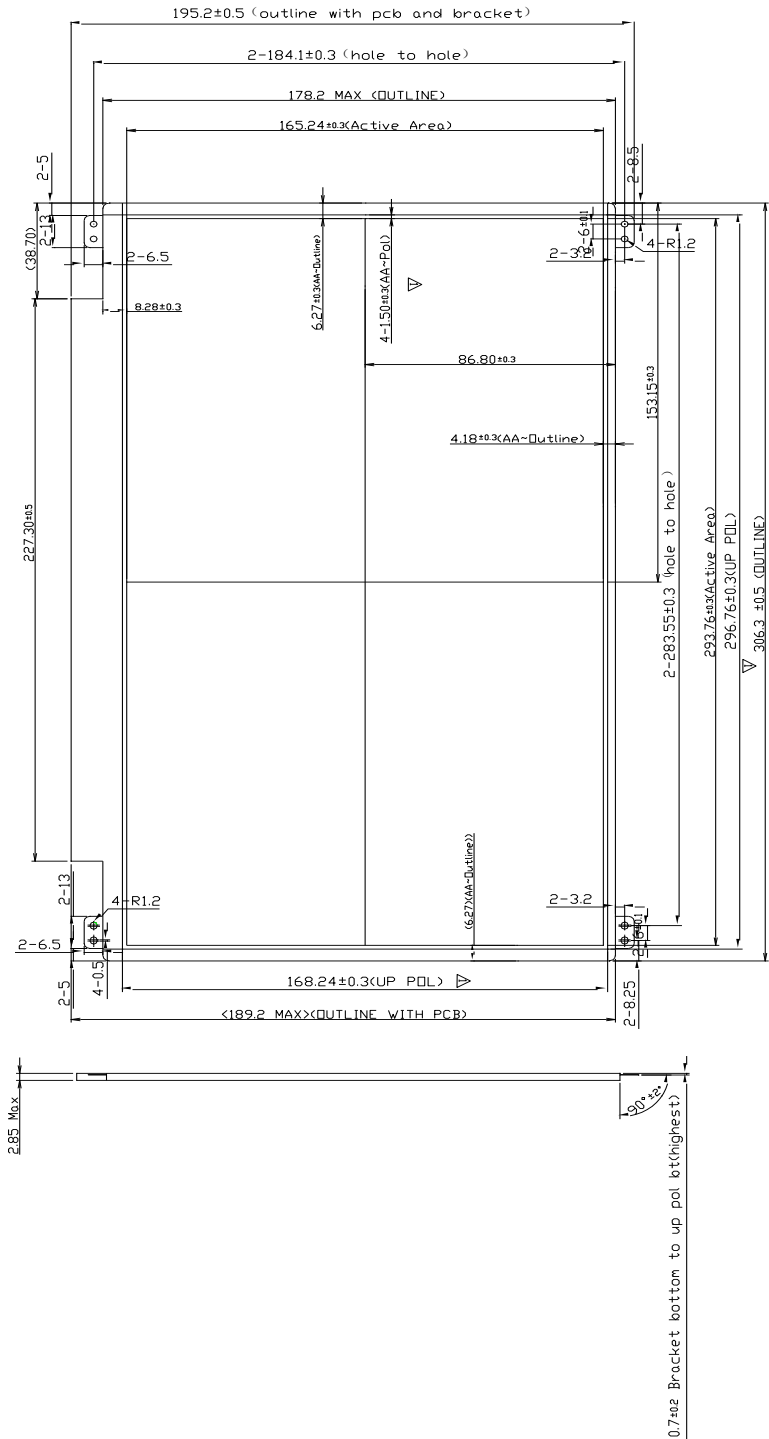 195.2±0.5 (outline with pcb and bracket)
2-184.1±0.3 (hole to hole)
178.2 MAX (OUTLINE)
165.24±0.3(Active Area)
2-5
2-8.5
2-13
(38.70)
2-6.5
8.28±0.3
6.27±0.3(AA~Outline)
4-1.50±0.3(AA~Pol)
1
2-6±0.1
2-3.2
4-R1.2
86.80±0.3
153.15±0.3
4.18±0.3(AA~Outline)
227.30±0.5
2-283.55±0.3 (hole to hole)
293.76±0.3(Active Area)
296.76±0.3(UP POL)
1
306.3 ±0.5 (OUTLINE)
2-13
4-R1.2
(6.27)(AA~Outline))
2-3.2
2-6±0.1
2-6.5
2-5
4-0.5
168.24±0.3(UP POL)
1
2-8.25
<189.2 MAX>(OUTLINE WITH PCB)
2.85 Max
90°±2°
0.7±0.2 Bracket bottom to up pol bt(highest)